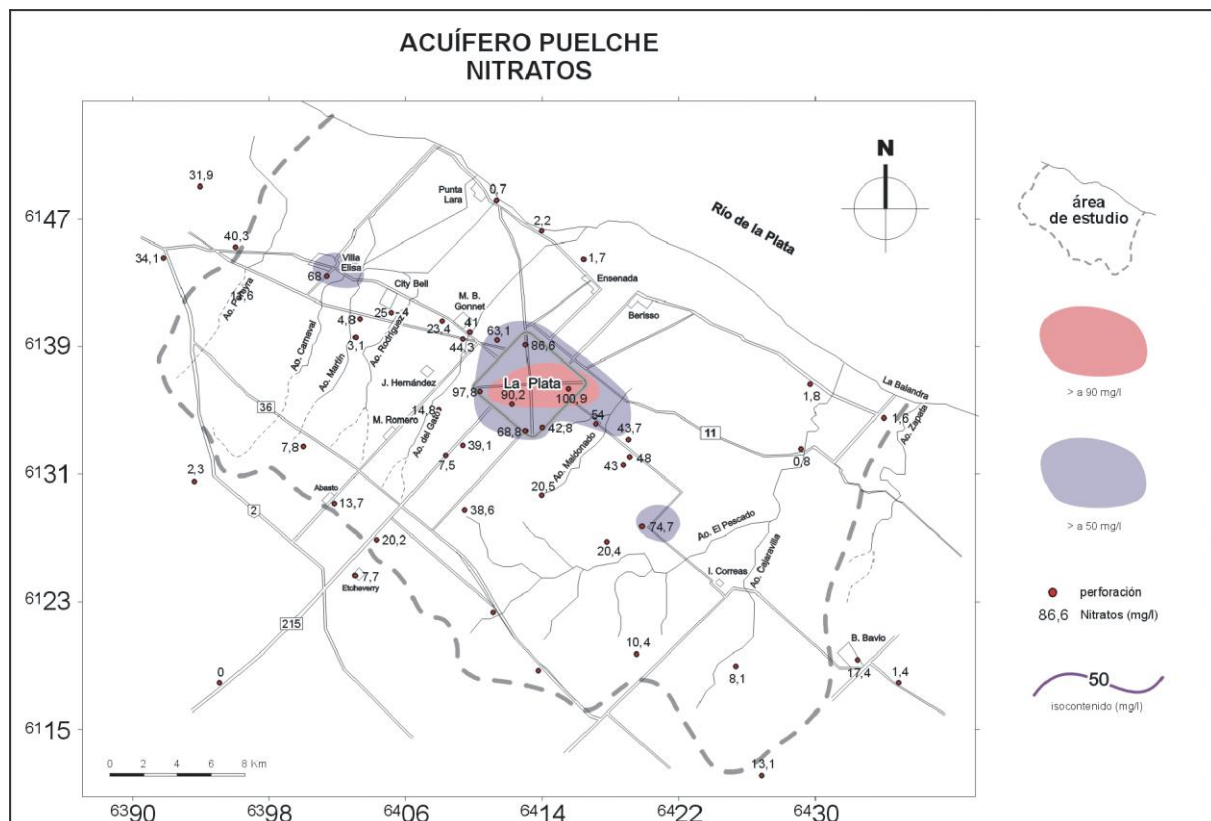 ACUÍFERO PUELCHE
NITRATOS
N
Río de la Plata
La Balandra
Punta
Lara
Ensenada
Berisso
Villa
Elisa
City Bell
M. B.
Gonnet
La Plata
J. Hernández
M. Romero
Abasto
Etcheverry
I. Correas
B. Bavio
Ao. Pereyra
Ao. Carnaval
Ao. Martín
Ao. Rodríguez
Ao. del Gato
Ao. Maldonado
Ao. El Pescado
Ao. Cajaravilla
Ao. Zapata
31,9
0,7
2,2
40,3
34,1
1,7
68
4,8
25
4
23,4
41
3,1
44,3
63,1
86,6
97,8
90,2
100,9
1,8
14,8
54
1,6
68,8
42,8
43,7
11
36
7,8
39,1
7,5
48
43
0,8
2,3
20,5
13,7
38,6
2
74,7
20,2
20,4
7,7
215
10,4
17,4
0
8,1
1,4
13,1
6147
6139
6131
6123
6115
6390
6398
6406
6414
6422
6430
0 2 4 6 8 Km
área
de estudio
> a 90 mg/l
> a 50 mg/l
perforación
86,6 Nitratos (mg/l)
50
isocontenido (mg/l)